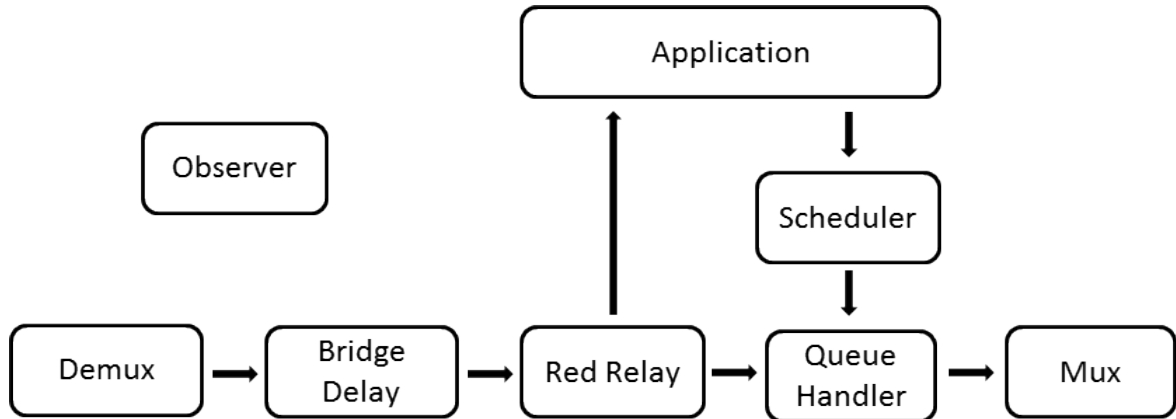 Application
Observer
Scheduler
Demux
Bridge
Delay
Red Relay
Queue
Handler
Mux